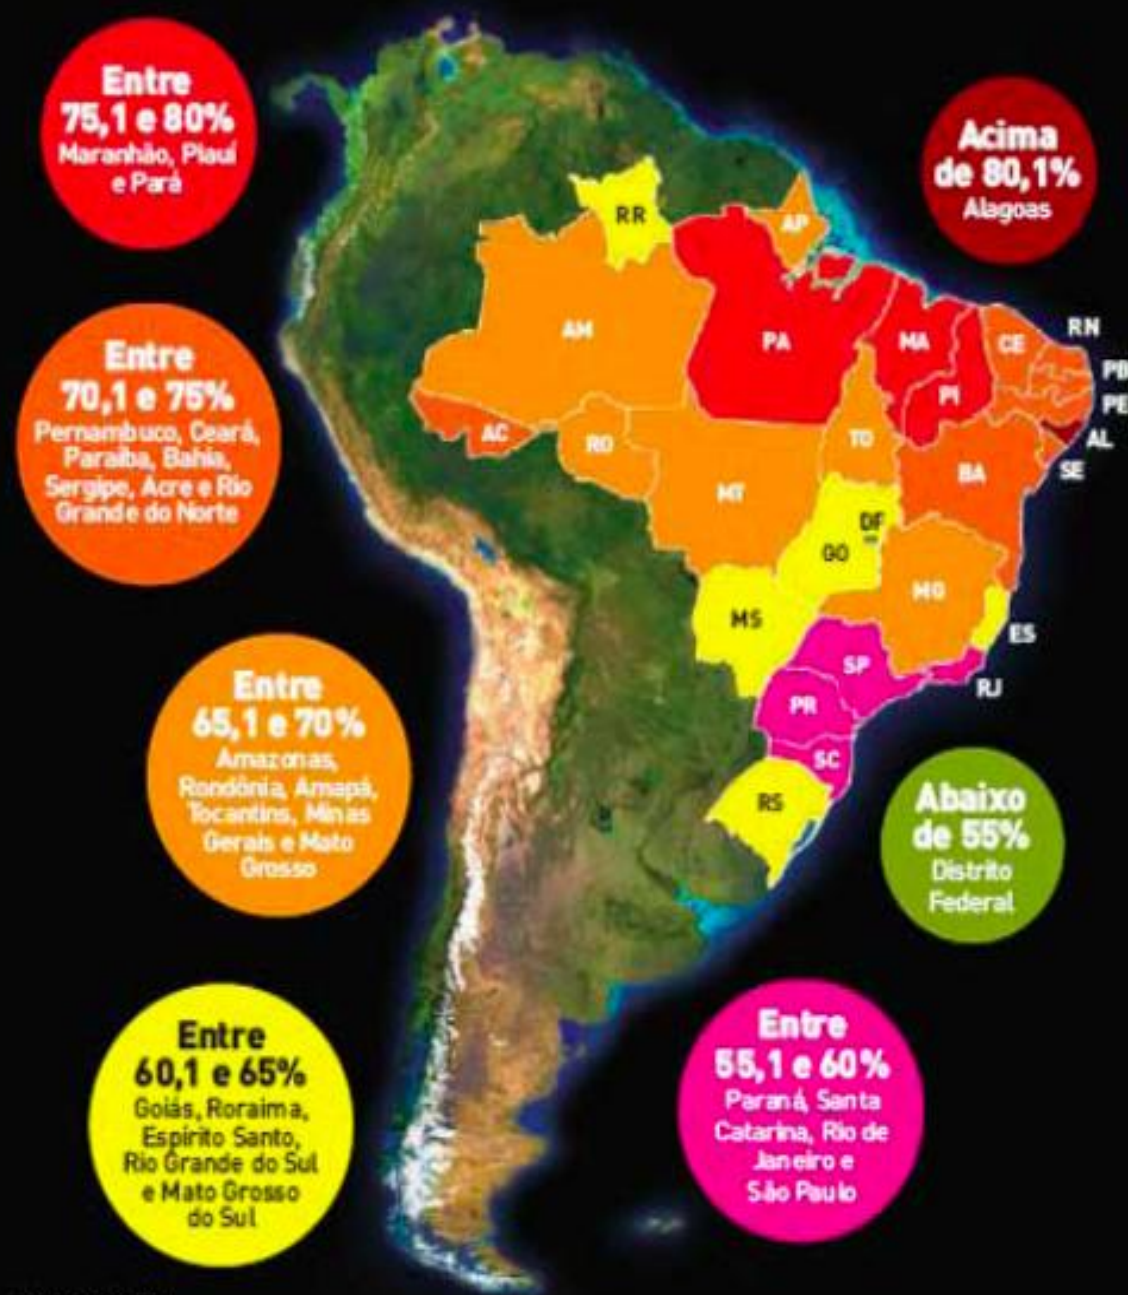 Entre
75,1 e 80%
Maranhão, Piauí
e Pará
Acima
de 80,1%
Alagoas
Entre
70,1 e 75%
Pernambuco, Ceará,
Paraíba, Bahia,
Sergipe, Acre e Rio
Grande do Norte
Entre
65,1 e 70%
Amazonas,
Rondônia, Amapá,
Tocantins, Minas
Gerais e Mato
Grosso
Entre
60,1 e 65%
Goiás, Roraima,
Espírito Santo,
Rio Grande do Sul
e Mato Grosso
do Sul
Abaixo
de 55%
Distrito
Federal
Entre
55,1 e 60%
Paraná, Santa
Catarina, Rio de
Janeiro e
São Paulo
RR
AP
AM
PA
MA
CE
RN
PB
PI
PE
AC
RO
TO
AL
BA
SE
MT
DF
GO
MG
MS
ES
SP
RJ
PR
SC
RS